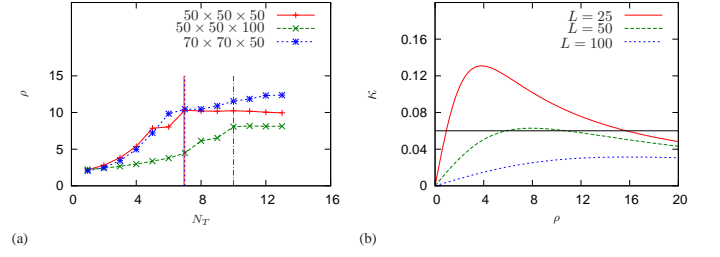 50 × 50 × 50
50 × 50 × 100
70 × 70 × 50
15
10
5
0
ρ
0 4 8 12 16
N_T
(a)
L = 25
L = 50
L = 100
0.16
0.12
0.08
0.04
0
κ
0 4 8 12 16 20
ρ
(b)